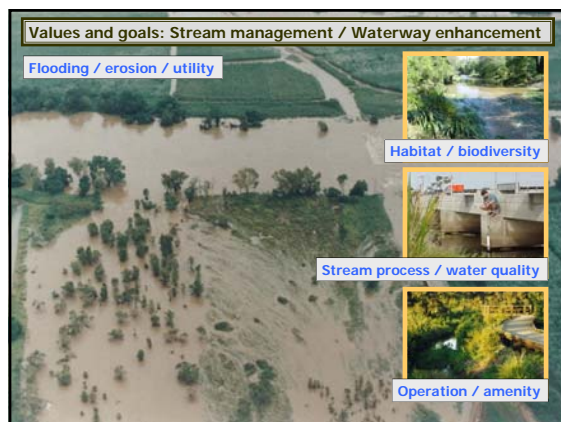 Values and goals: Stream management / Waterway enhancement
Flooding / erosion / utility
Habitat / biodiversity
Stream process / water quality
Operation / amenity